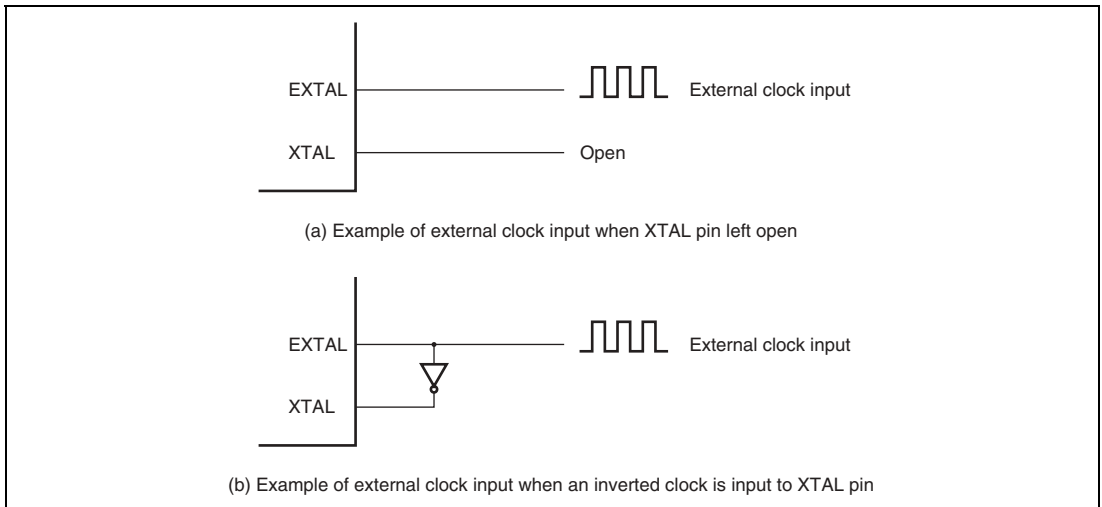 EXTAL External clock input
XTAL Open
(a) Example of external clock input when XTAL pin left open
EXTAL External clock input
XTAL
(b) Example of external clock input when an inverted clock is input to XTAL pin